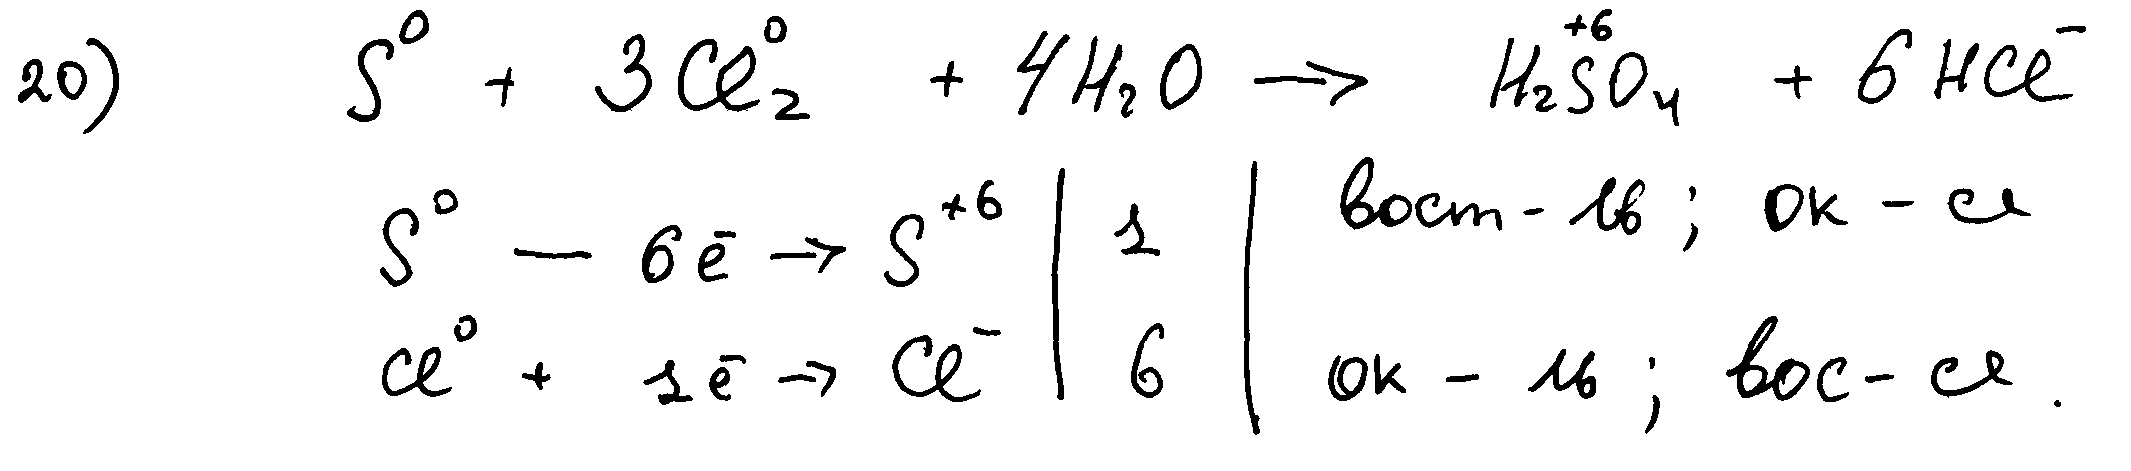 20) S⁰ + 3Cl₂⁰ + 4H₂O → H₂S⁺⁶O₄ + 6HCl⁻
S⁰ — 6ē → S⁺⁶ | 1 | вост-ль; ок-ся
Cl⁰ + 1ē → Cl⁻ | 6 | ок-ль; вос-ся.